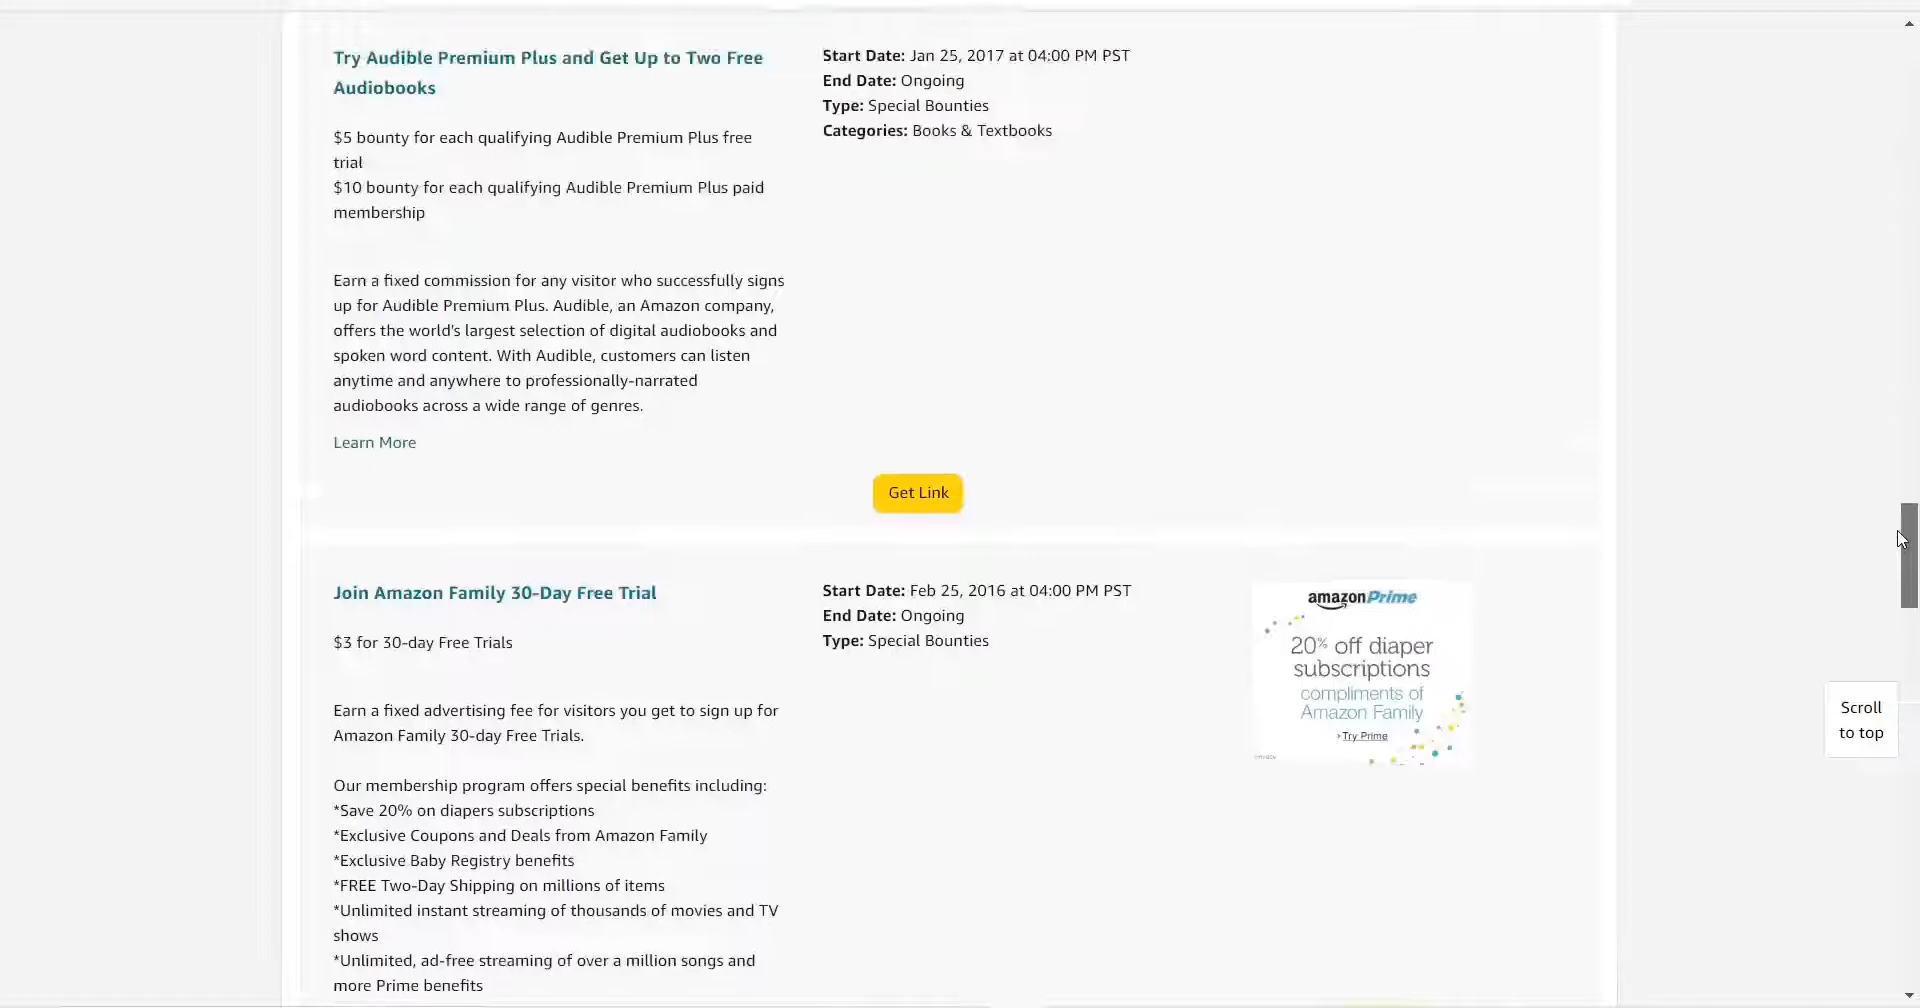 Try Audible Premium Plus and Get Up to Two Free
Audiobooks
$5 bounty for each qualifying Audible Premium Plus free
trial
$10 bounty for each qualifying Audible Premium Plus paid
membership
Earn a fixed commission for any visitor who successfully signs
up for Audible Premium Plus. Audible, an Amazon company,
offers the world's largest selection of digital audiobooks and
spoken word content. With Audible, customers can listen
anytime and anywhere to professionally-narrated
audiobooks across a wide range of genres.
Learn More
Start Date: Jan 25, 2017 at 04:00 PM PST
End Date: Ongoing
Type: Special Bounties
Categories: Books & Textbooks
Get Link
Join Amazon Family 30-Day Free Trial
$3 for 30-day Free Trials
Earn a fixed advertising fee for visitors you get to sign up for
Amazon Family 30-day Free Trials.
Our membership program offers special benefits including:
*Save 20% on diapers subscriptions
*Exclusive Coupons and Deals from Amazon Family
*Exclusive Baby Registry benefits
*FREE Two-Day Shipping on millions of items
*Unlimited instant streaming of thousands of movies and TV
shows
*Unlimited, ad-free streaming of over a million songs and
more Prime benefits
Start Date: Feb 25, 2016 at 04:00 PM PST
End Date: Ongoing
Type: Special Bounties
amazonPrime
20% off diaper
subscriptions
compliments of
Amazon Family
› Try Prime
Scroll
to top